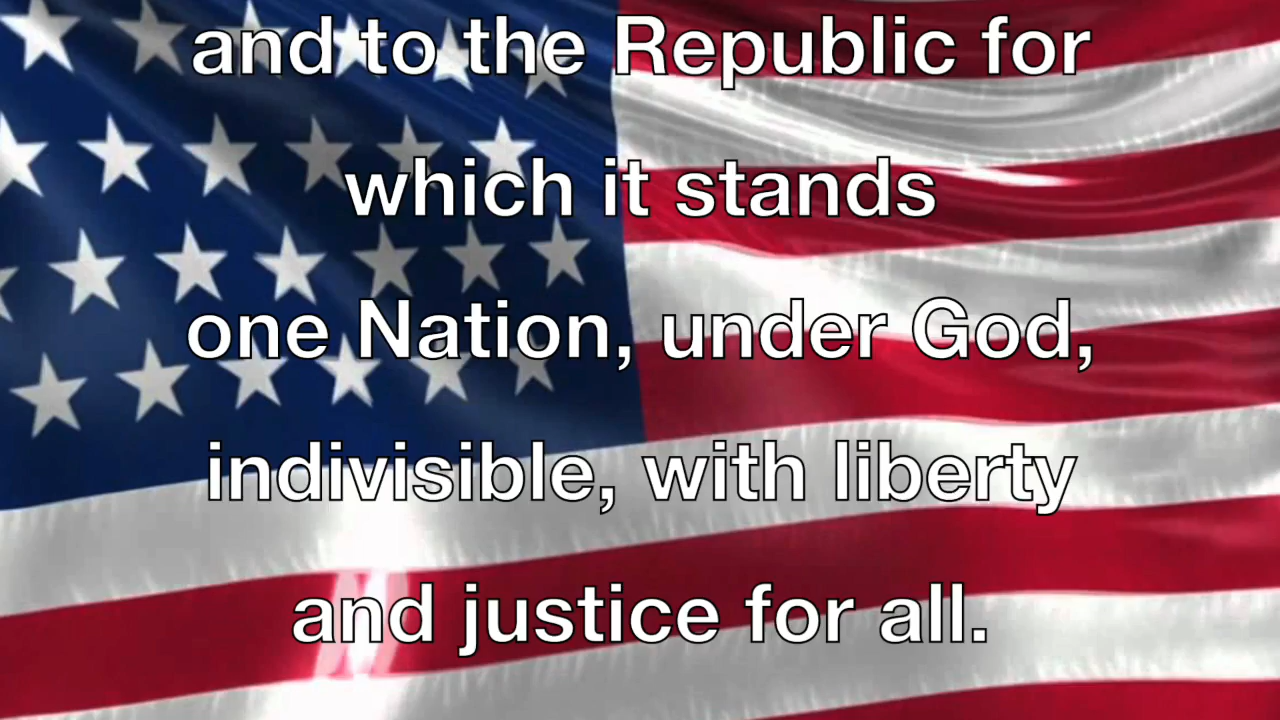 and to the Republic for
which it stands
one Nation, under God,
indivisible, with liberty
and justice for all.